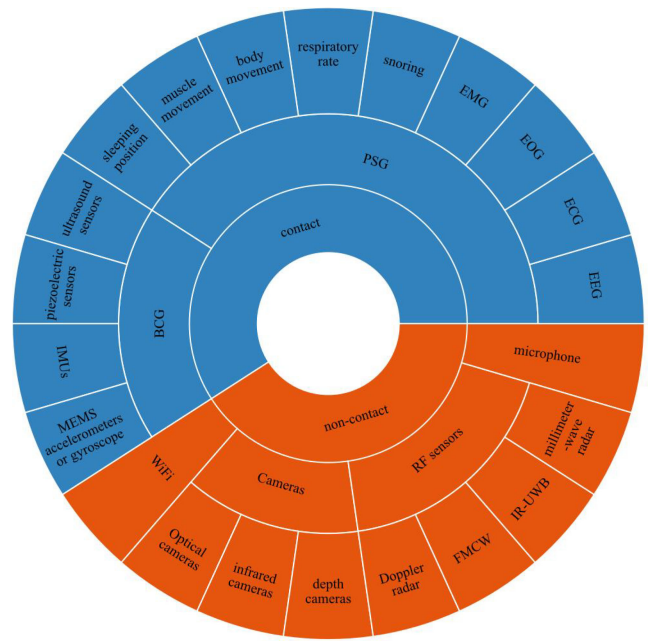 contact
PSG
sleeping
position
muscle
movement
body
movement
respiratory
rate
snoring
EMG
EOG
ECG
EEG
BCG
ultrasound
sensors
piezoelectric
sensors
IMUs
MEMS
accelerometers
or gyroscope
non-contact
microphone
RF sensors
millimeter
-wave
radar
IR-UWB
FMCW
Doppler
radar
Cameras
depth
cameras
infrared
cameras
Optical
cameras
WiFi